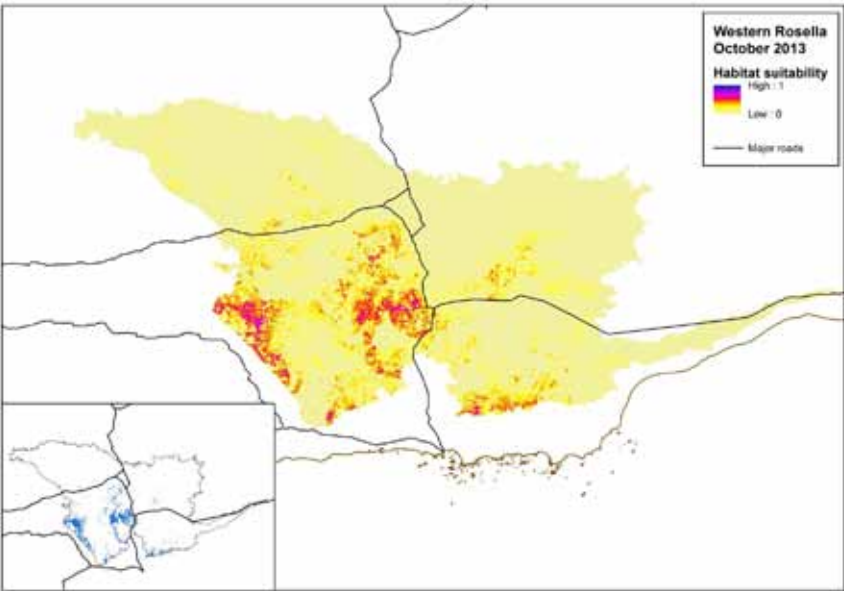 Western Rosella
October 2013
Habitat suitability
High : 1
Low : 0
Major roads